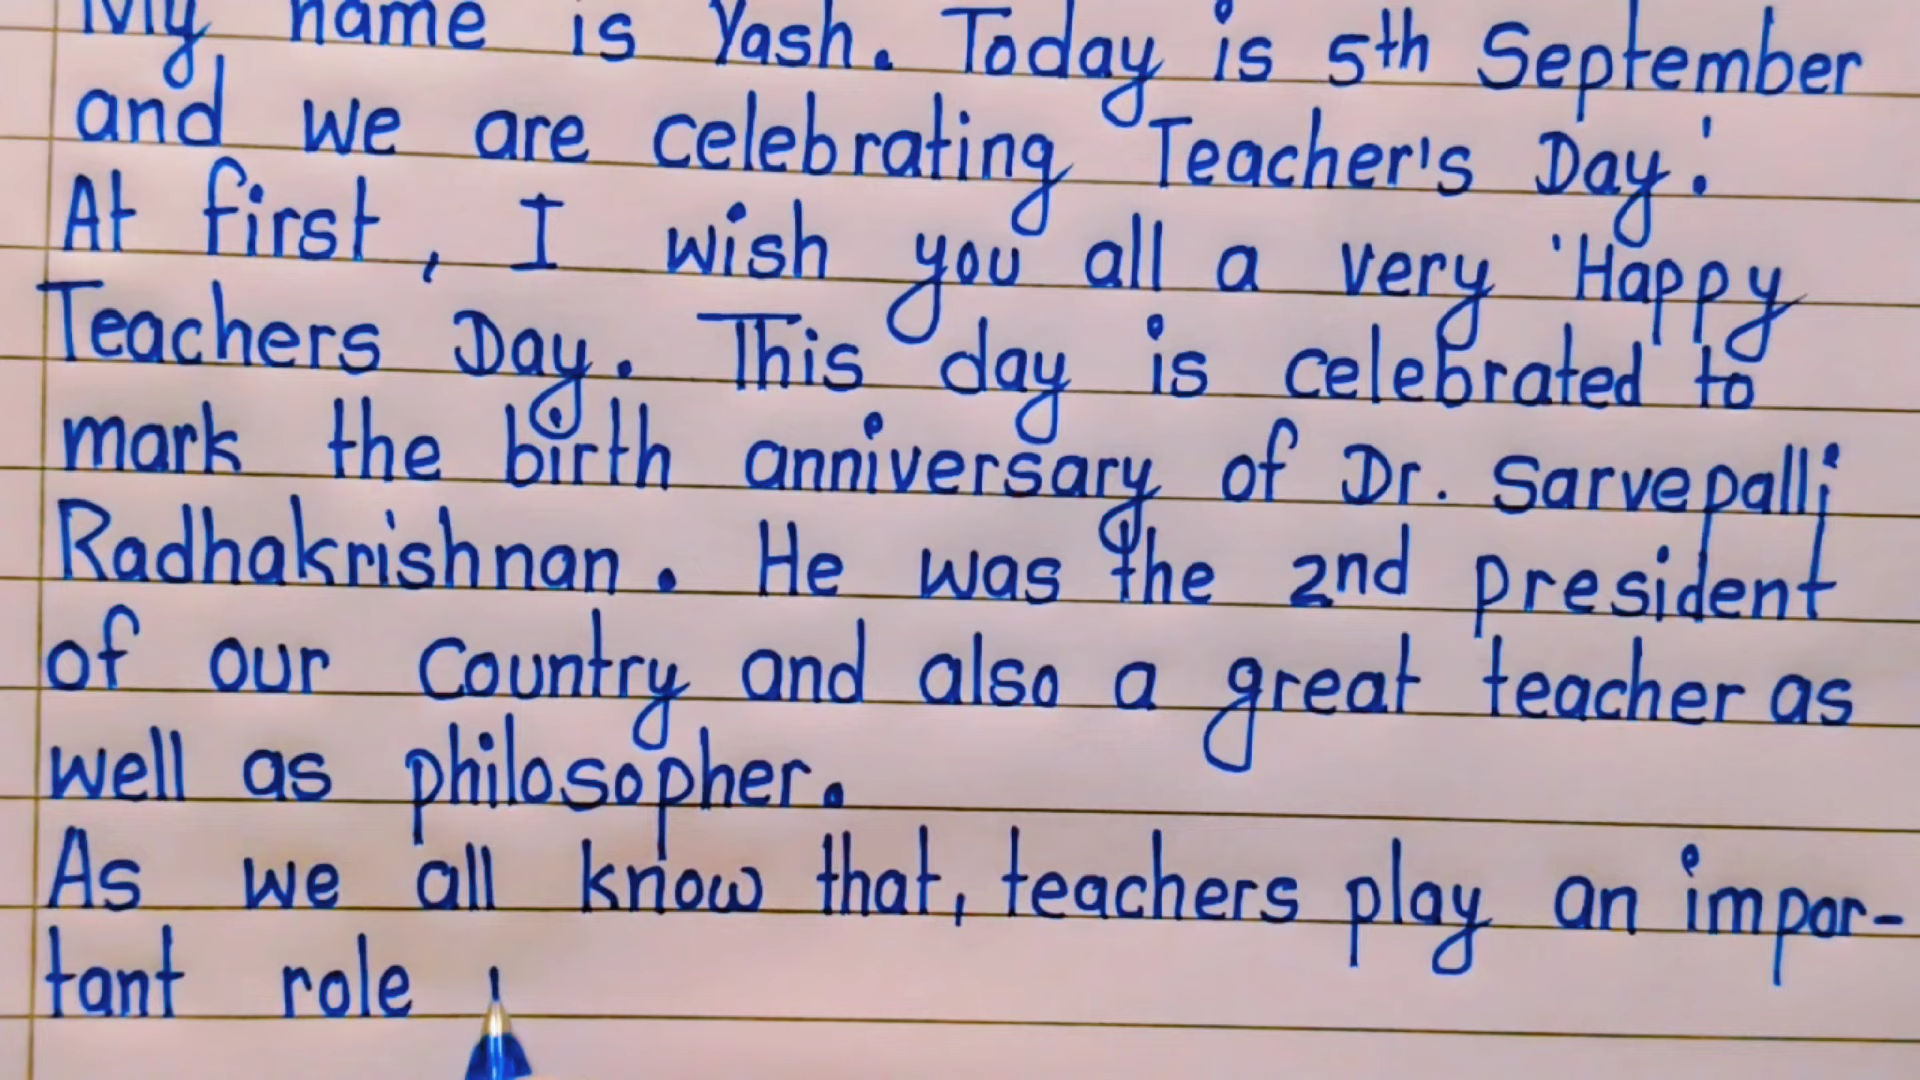 My name is Yash. Today is 5th September
and we are celebrating Teacher's Day.'
At first, I wish you all a very 'Happy
Teachers Day. This day is celebrated to
mark the birth anniversary of Dr. Sarvepalli
Radhakrishnan. He was the 2nd president
of our Country and also a great teacher as
well as philosopher.
As we all know that, teachers play an impor-
tant role